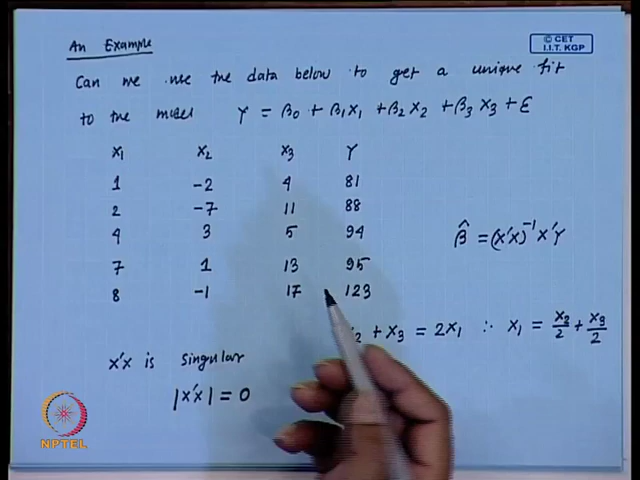 An Example
© CET
I.I.T. KGP
Can we use the data below to get a unique fit
to the model Y = β0 + β1X1 + β2X2 + β3X3 + ε
X1 X2 X3 Y
1 -2 4 81
2 -7 11 88
4 3 5 94
7 1 13 95
8 -1 17 123
β̂ = (X'X)⁻¹X'Y
2 + X3 = 2X1 ∴ X1 = X2/2 + X3/2
X'X is singular
|X'X| = 0
NPTEL